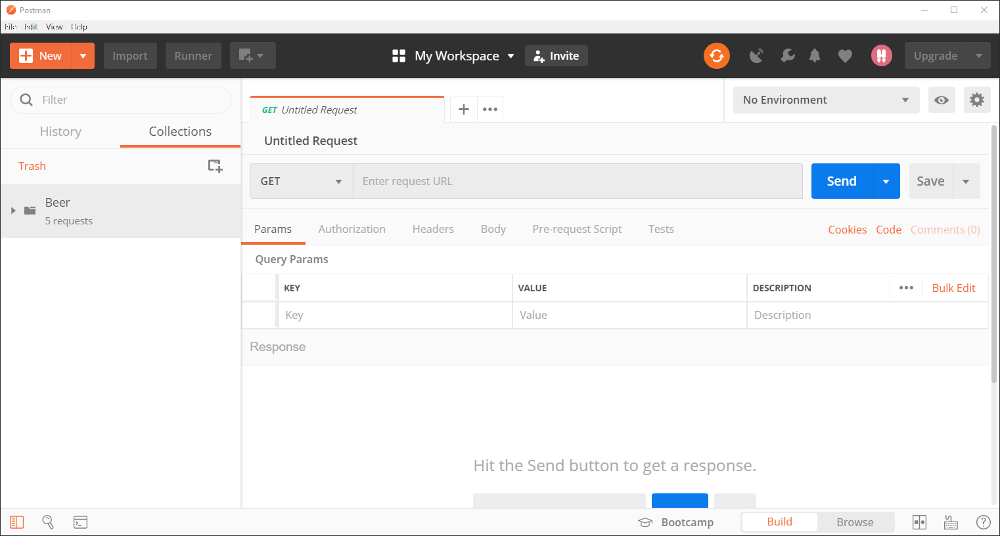 Postman
File Edit View Help
New Import Runner My Workspace Invite Upgrade
Filter
History Collections
Trash
Beer
5 requests
GET Untitled Request
No Environment
Untitled Request
GET Enter request URL Send Save
Params Authorization Headers Body Pre-request Script Tests Cookies Code Comments (0)
Query Params
KEY VALUE DESCRIPTION Bulk Edit
Key Value Description
Response
Hit the Send button to get a response.
Bootcamp Build Browse